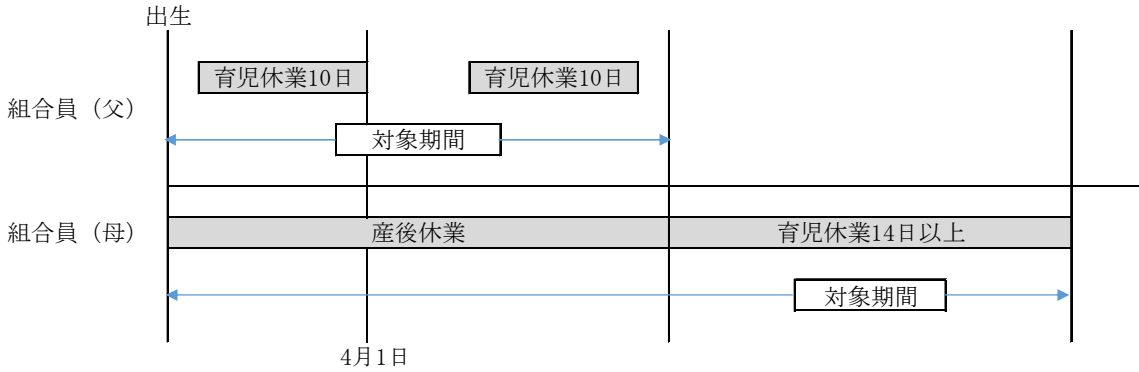 出生
育児休業10日
育児休業10日
組合員（父）
対象期間
組合員（母）
産後休業
育児休業14日以上
対象期間
4月1日